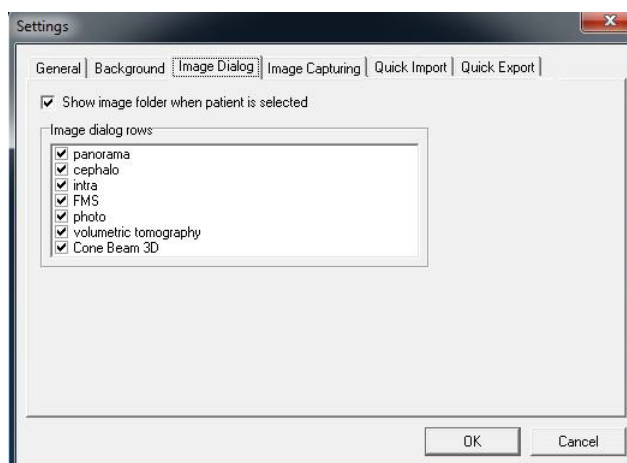 Settings
General Background Image Dialog Image Capturing Quick Import Quick Export
Show image folder when patient is selected
Image dialog rows
panorama
cephalo
intra
FMS
photo
volumetric tomography
Cone Beam 3D
OK Cancel